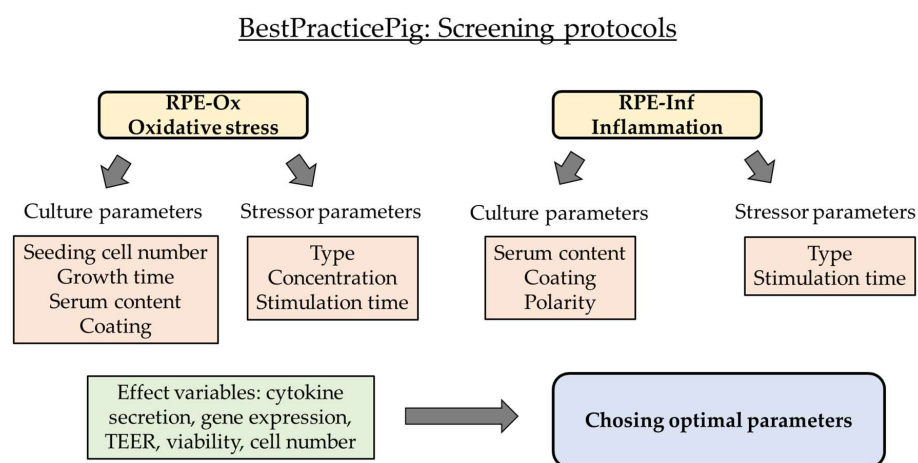 BestPracticePig: Screening protocols
RPE-Ox
Oxidative stress
RPE-Inf
Inflammation
Culture parameters
Stressor parameters
Culture parameters
Stressor parameters
Seeding cell number
Growth time
Serum content
Coating
Type
Concentration
Stimulation time
Serum content
Coating
Polarity
Type
Stimulation time
Effect variables: cytokine
secretion, gene expression,
TEER, viability, cell number
Chosing optimal parameters